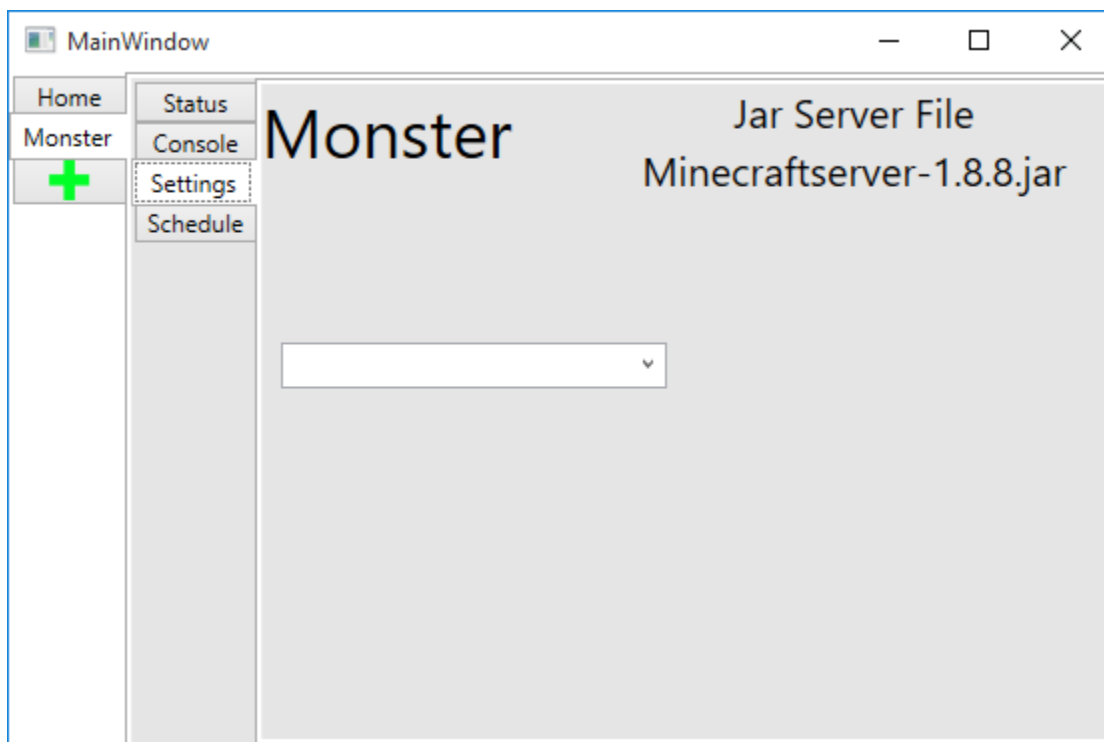 MainWindow
Home
Monster
Status
Console
Settings
Schedule
Monster
Jar Server File
Minecraftserver-1.8.8.jar